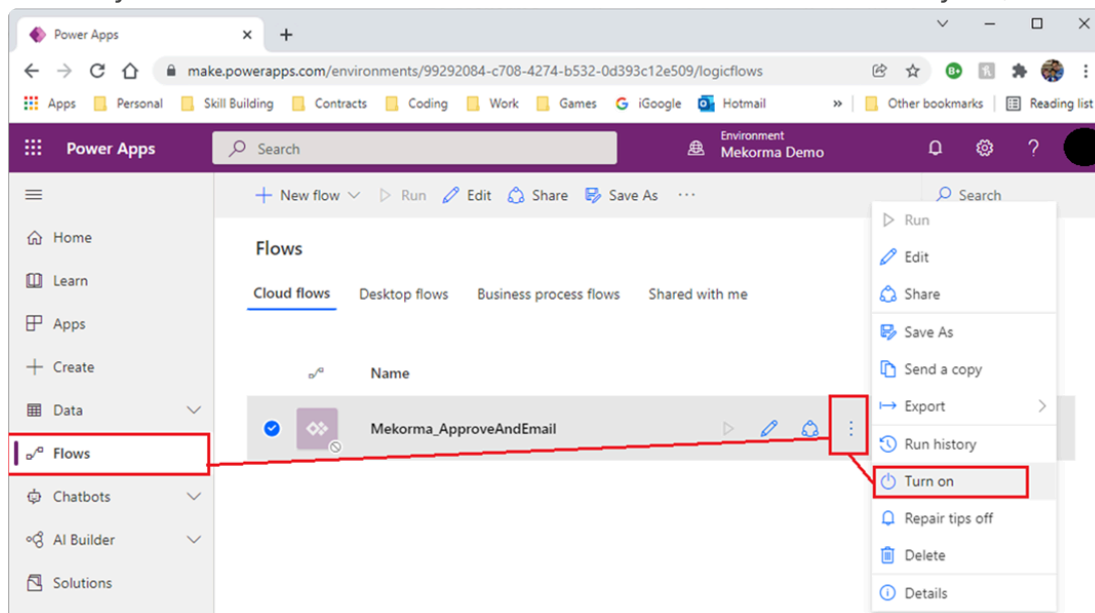 Power Apps
make.powerapps.com/environments/99292084-c708-4274-b532-0d393c12e509/logicflows
Apps Personal Skill Building Contracts Coding Work Games G iGoogle Hotmail » Other bookmarks Reading list
Power Apps Search Environment
Mekorma Demo ?
New flow Run Edit Share Save As ... Search
Home
Learn
Apps
Create
Data
Flows
Chatbots
AI Builder
Solutions
Flows
Cloud flows Desktop flows Business process flows Shared with me
Name
Mekorma_ApproveAndEmail
Run
Edit
Share
Save As
Send a copy
Export
Run history
Turn on
Repair tips off
Delete
Details